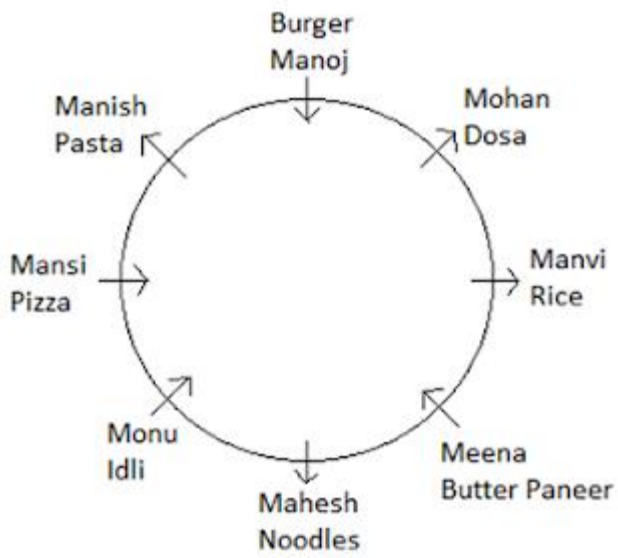 Burger
Manoj
Manish
Pasta
Mohan
Dosa
Mansi
Pizza
Manvi
Rice
Monu
Idli
Meena
Butter Paneer
Mahesh
Noodles